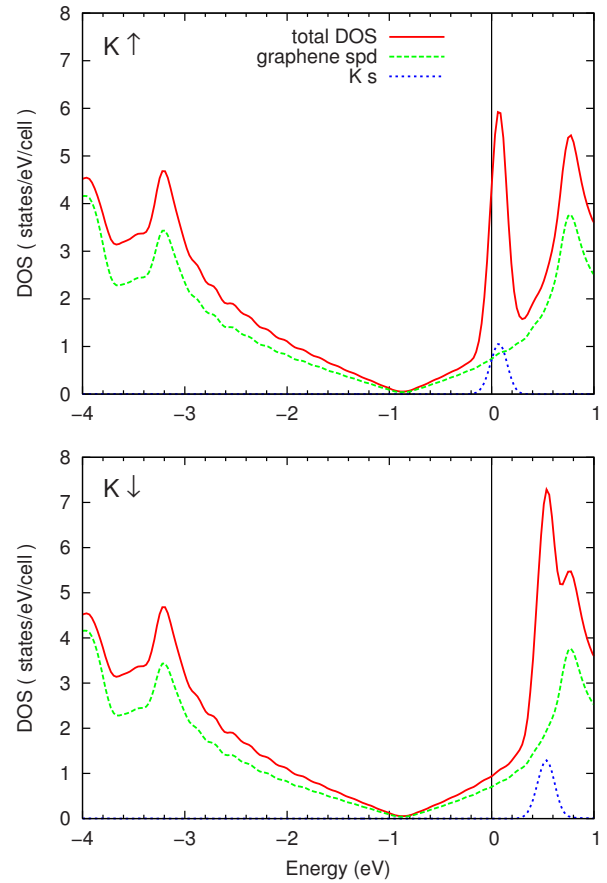 8
7
6
5
4
3
2
1
0
DOS ( states/eV/cell )
K ↑
total DOS
graphene spd
K s
−4 −3 −2 −1 0 1
8
7
6
5
4
3
2
1
0
DOS ( states/eV/cell )
K ↓
−4 −3 −2 −1 0 1
Energy (eV)